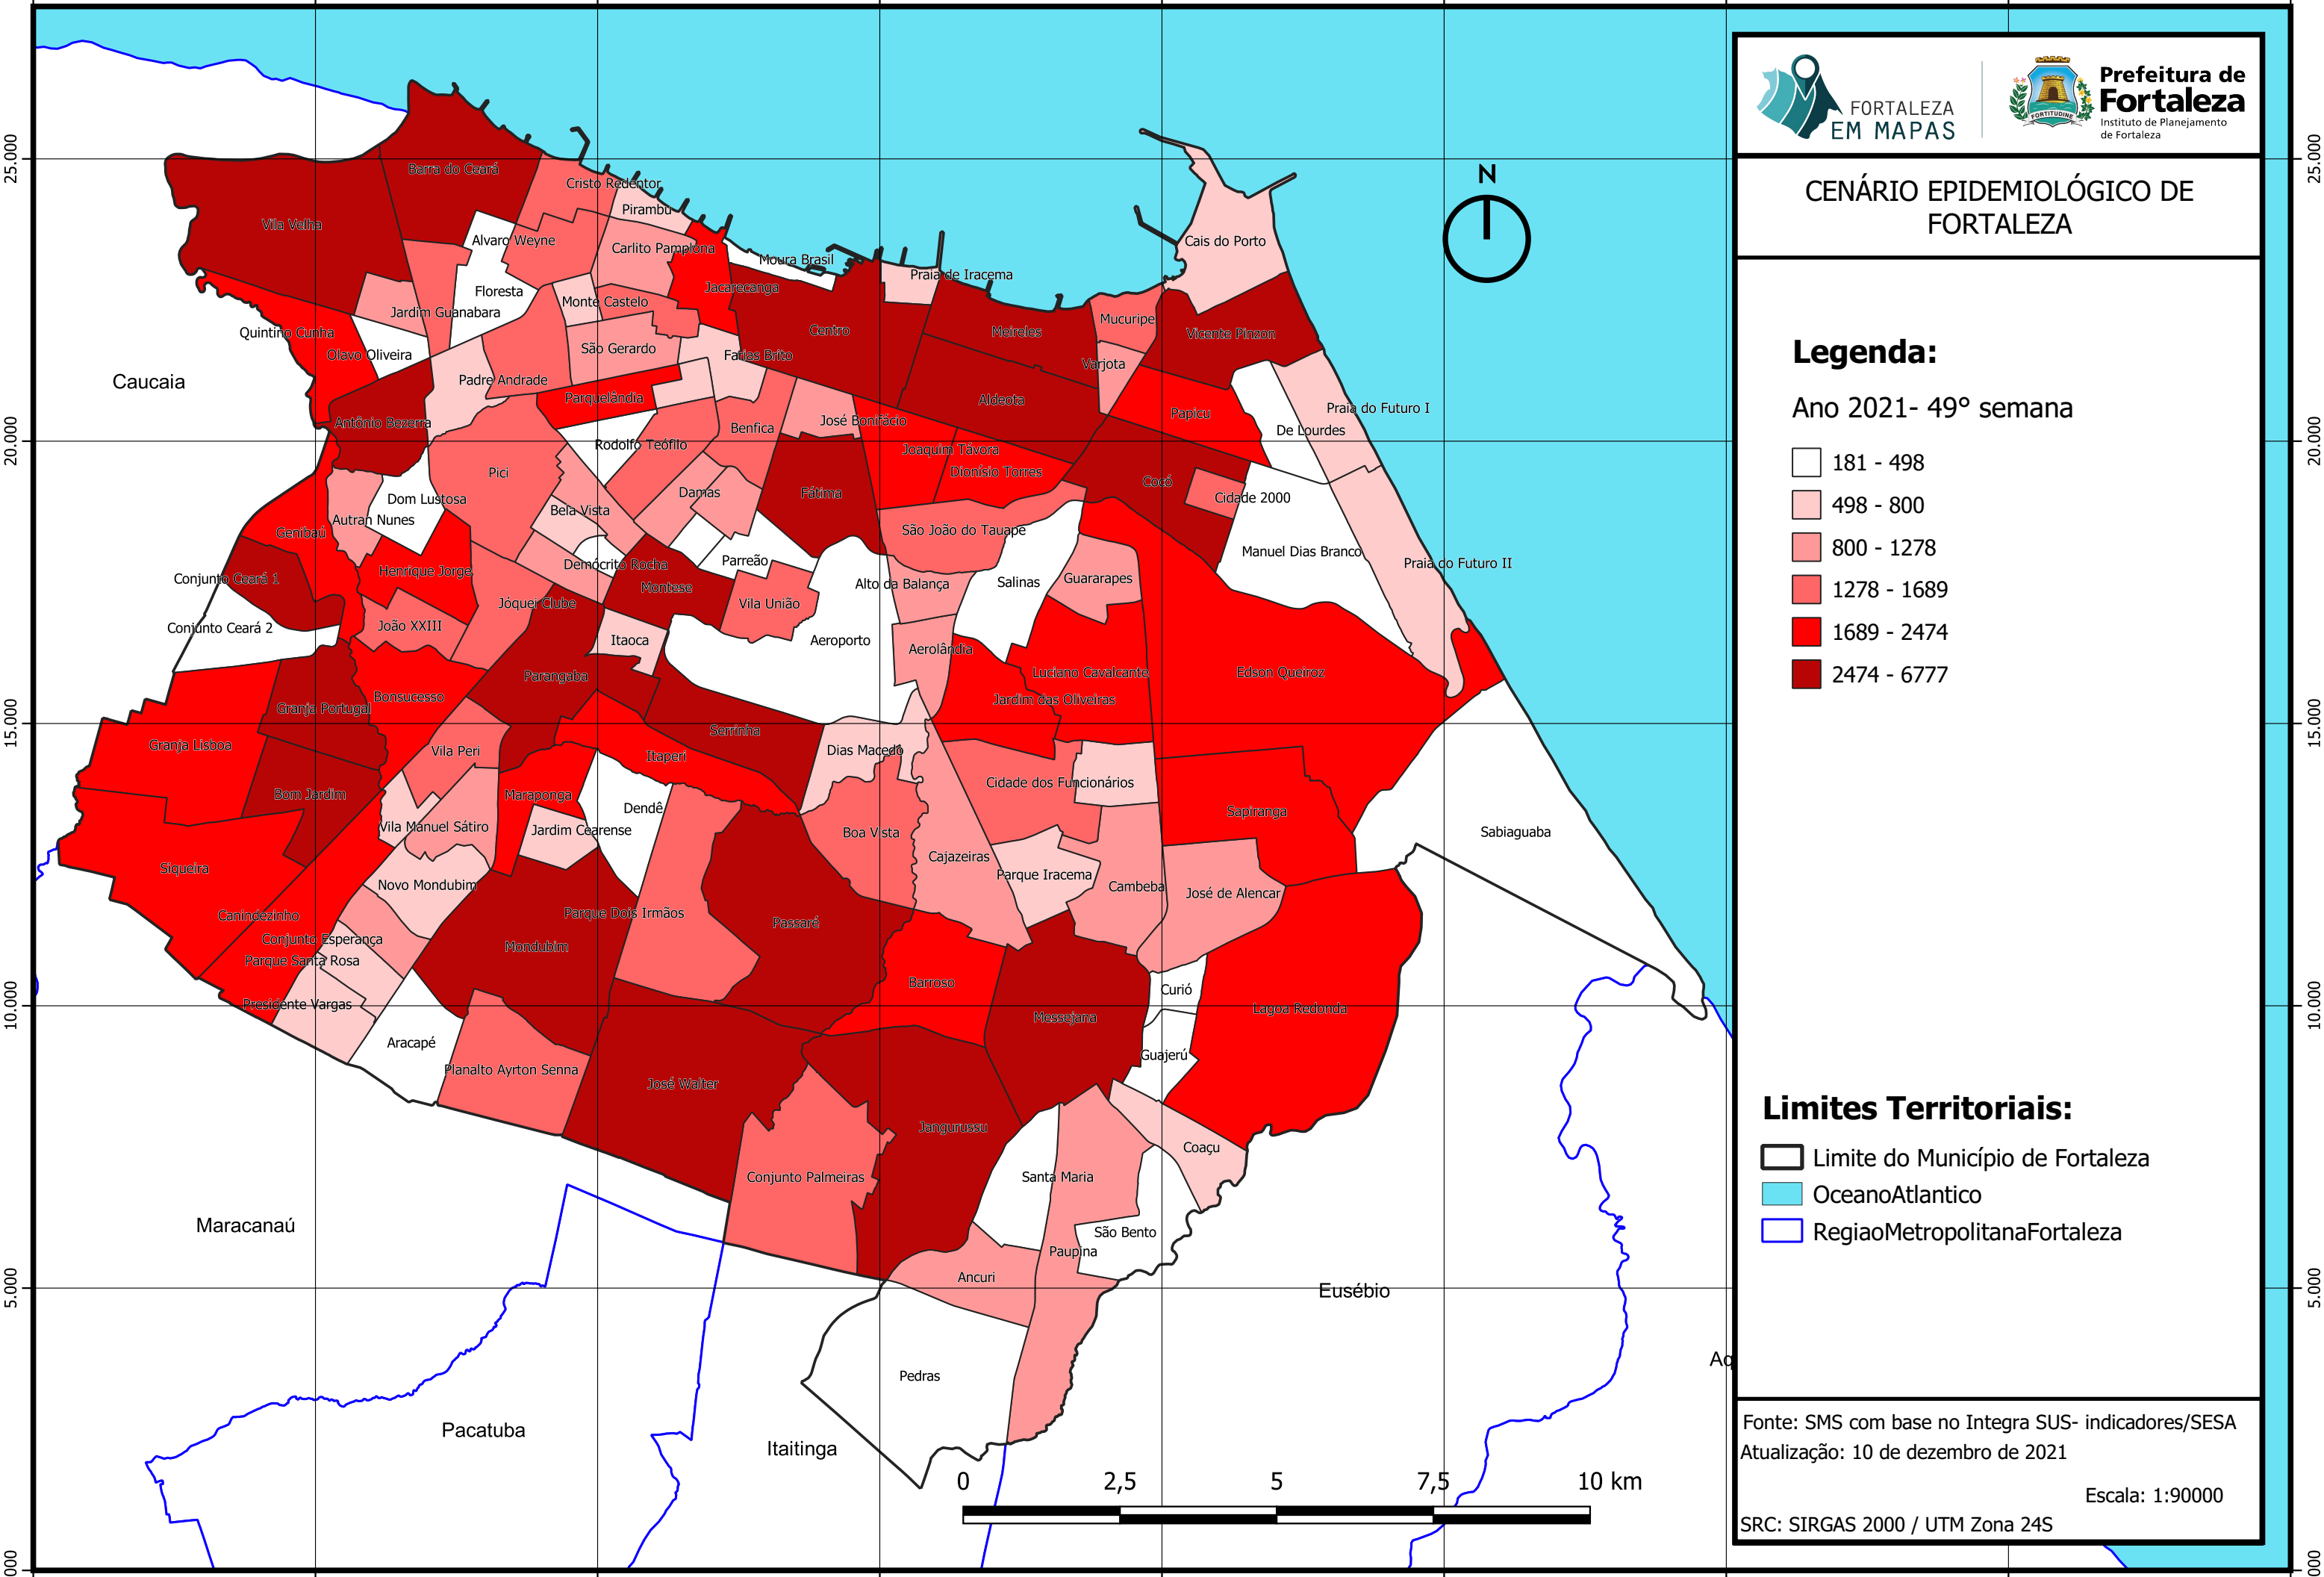 FORTALEZA
EM MAPAS
Prefeitura de
Fortaleza
Instituto de Planejamento
de Fortaleza
FORTITUDINE
CENÁRIO EPIDEMIOLÓGICO DE
FORTALEZA
Legenda:
Ano 2021- 49° semana
181 - 498
498 - 800
800 - 1278
1278 - 1689
1689 - 2474
2474 - 6777
Limites Territoriais:
Limite do Município de Fortaleza
OceanoAtlantico
RegiaoMetropolitanaFortaleza
Fonte: SMS com base no Integra SUS- indicadores/SESA
Atualização: 10 de dezembro de 2021
Escala: 1:90000
SRC: SIRGAS 2000 / UTM Zona 24S
N
25.000
20.000
15.000
10.000
5.000
000
25.000
20.000
15.000
10.000
5.000
000
Barra do Ceará
Cristo Redentor
Pirambu
Vila Velha
Alvaro Weyne
Carlito Pamplona
Moura Brasil
Cais do Porto
Praia de Iracema
Jacarecanga
Floresta
Monte Castelo
Jardim Guanabara
Quintino Cunha
Centro
Meireles
Mucuripe
Vicente Pinzon
Olavo Oliveira
São Gerardo
Farias Brito
Varjota
Caucaia
Padre Andrade
Parquelândia
Aldeota
Papicu
Praia do Futuro I
Antônio Bezerra
José Bonifácio
Benfica
De Lourdes
Rodolfo Teófilo
Joaquim Távora
Dionísio Torres
Pici
Cocó
Damas
Fátima
Cidade 2000
Dom Lustosa
Bela Vista
Autran Nunes
Genibaú
São João do Tauape
Manuel Dias Branco
Parreão
Demócrito Rocha
Praia do Futuro II
Henrique Jorge
Conjunto Ceará 1
Montese
Alto da Balança
Salinas
Guararapes
Jóquei Clube
Vila União
João XXIII
Conjunto Ceará 2
Itaoca
Aeroporto
Aerolândia
Parangaba
Luciano Cavalcante
Edson Queiroz
Bonsucesso
Jardim das Oliveiras
Granja Portugal
Serrinha
Granja Lisboa
Vila Peri
Itaperi
Dias Macedo
Cidade dos Funcionários
Bom Jardim
Maraponga
Dendê
Sapiranga
Vila Manuel Sátiro
Jardim Cearense
Boa Vista
Sabiaguaba
Cajazeiras
Siqueira
Parque Iracema
Novo Mondubim
Cambeba
José de Alencar
Canindezinho
Parque Dois Irmãos
Passaré
Conjunto Esperança
Mondubim
Parque Santa Rosa
Barroso
Curió
Presidente Vargas
Messejana
Lagoa Redonda
Aracapé
Guajerú
Planalto Ayrton Senna
José Walter
Jangurussu
Coaçu
Conjunto Palmeiras
Santa Maria
Maracanaú
São Bento
Paupina
Ancuri
Eusébio
Pedras
Aq
Pacatuba
Itaitinga
0 2,5 5 7,5 10 km